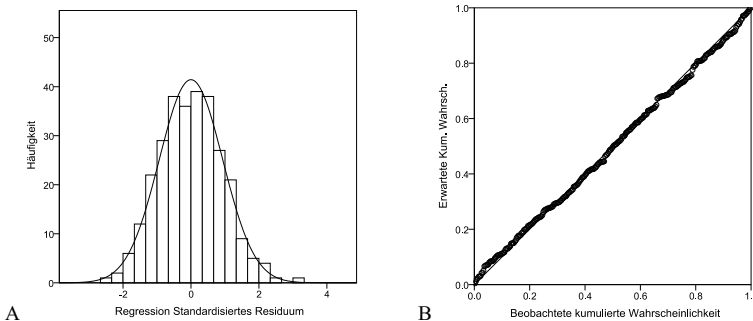 50
40
30
20
10
0
Häufigkeit
-2 0 2 4
Regression Standardisiertes Residuum
A
1.0
0.8
0.6
0.4
0.2
0.0
Erwartete Kum. Wahrsch.
0.0 0.2 0.4 0.6 0.8 1.
Beobachtete kumulierte Wahrscheinlichkeit
B